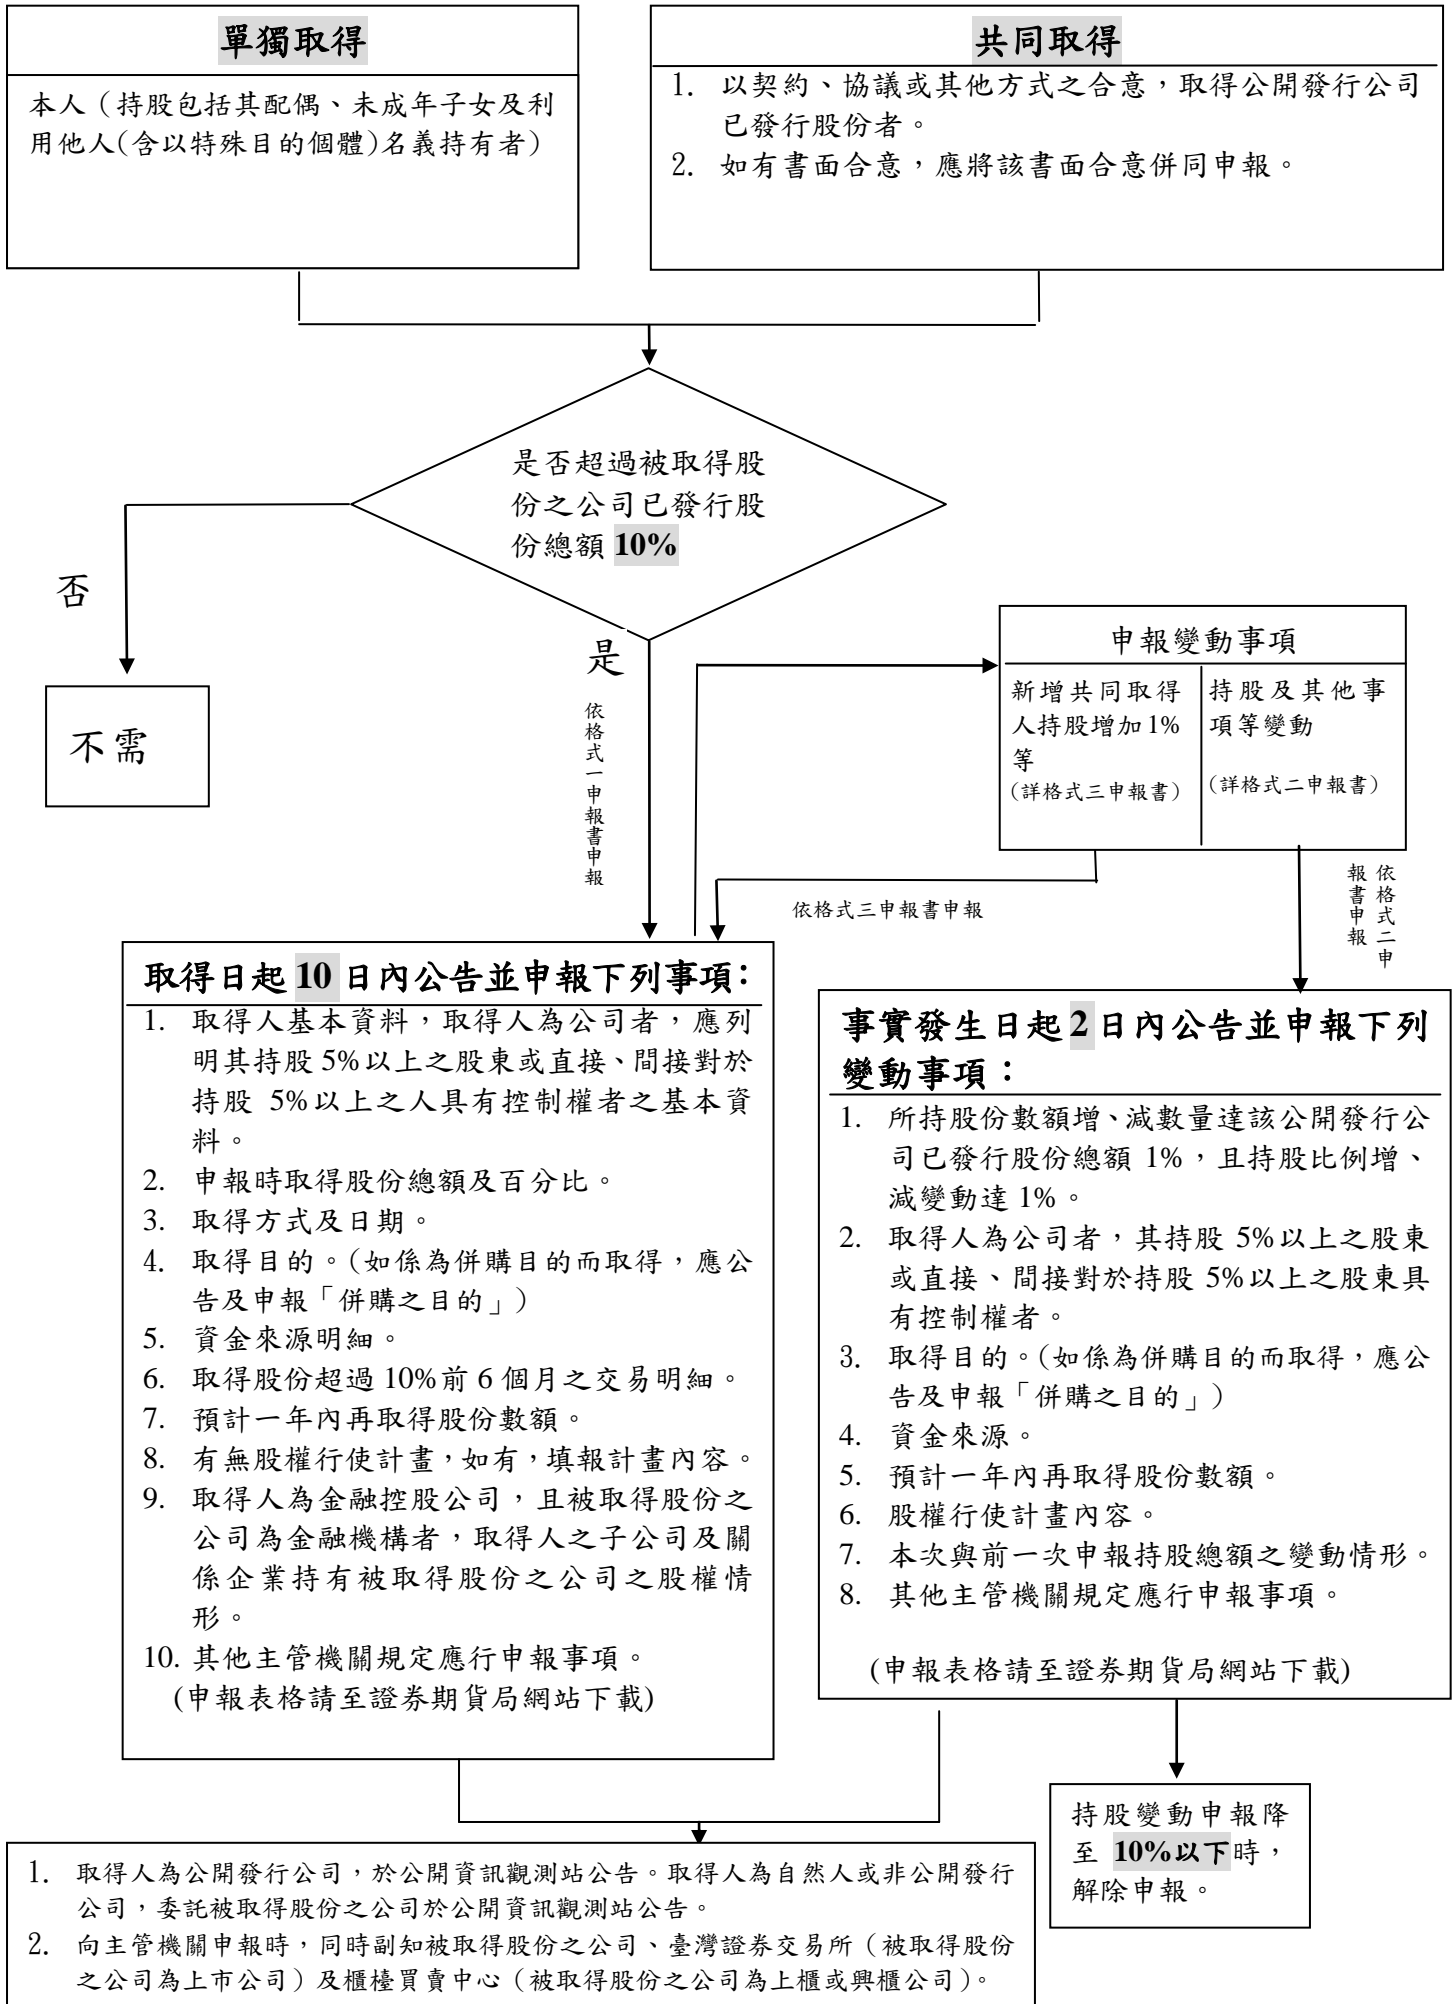 單獨取得
本人（持股包括其配偶、未成年子女及利
用他人(含以特殊目的個體)名義持有者）
共同取得
1. 以契約、協議或其他方式之合意，取得公開發行公司
已發行股份者。
2. 如有書面合意，應將該書面合意併同申報。
是否超過被取得股
份之公司已發行股
份總額 10%
否
不需
是
依格式一申報書申報
申報變動事項
新增共同取得
人持股增加 1%
等
（詳格式三申報書）
持股及其他事
項等變動
（詳格式二申報書）
依格式三申報書申報
依格式二申
報書申報
取得日起 10 日內公告並申報下列事項：
1. 取得人基本資料，取得人為公司者，應列
明其持股 5%以上之股東或直接、間接對於
持股 5%以上之人具有控制權者之基本資
料。
2. 申報時取得股份總額及百分比。
3. 取得方式及日期。
4. 取得目的。（如係為併購目的而取得，應公
告及申報「併購之目的」）
5. 資金來源明細。
6. 取得股份超過 10%前 6 個月之交易明細。
7. 預計一年內再取得股份數額。
8. 有無股權行使計畫，如有，填報計畫內容。
9. 取得人為金融控股公司，且被取得股份之
公司為金融機構者，取得人之子公司及關
係企業持有被取得股份之公司之股權情
形。
10. 其他主管機關規定應行申報事項。
(申報表格請至證券期貨局網站下載)
事實發生日起 2 日內公告並申報下列
變動事項：
1. 所持股份數額增、減數量達該公開發行公
司已發行股份總額 1%，且持股比例增、
減變動達 1%。
2. 取得人為公司者，其持股 5%以上之股東
或直接、間接對於持股 5%以上之股東具
有控制權者。
3. 取得目的。（如係為併購目的而取得，應公
告及申報「併購之目的」）
4. 資金來源。
5. 預計一年內再取得股份數額。
6. 股權行使計畫內容。
7. 本次與前一次申報持股總額之變動情形。
8. 其他主管機關規定應行申報事項。
(申報表格請至證券期貨局網站下載)
持股變動申報降
至 10%以下時，
解除申報。
1. 取得人為公開發行公司，於公開資訊觀測站公告。取得人為自然人或非公開發行
公司，委託被取得股份之公司於公開資訊觀測站公告。
2. 向主管機關申報時，同時副知被取得股份之公司、臺灣證券交易所（被取得股份
之公司為上市公司）及櫃檯買賣中心（被取得股份之公司為上櫃或興櫃公司）。